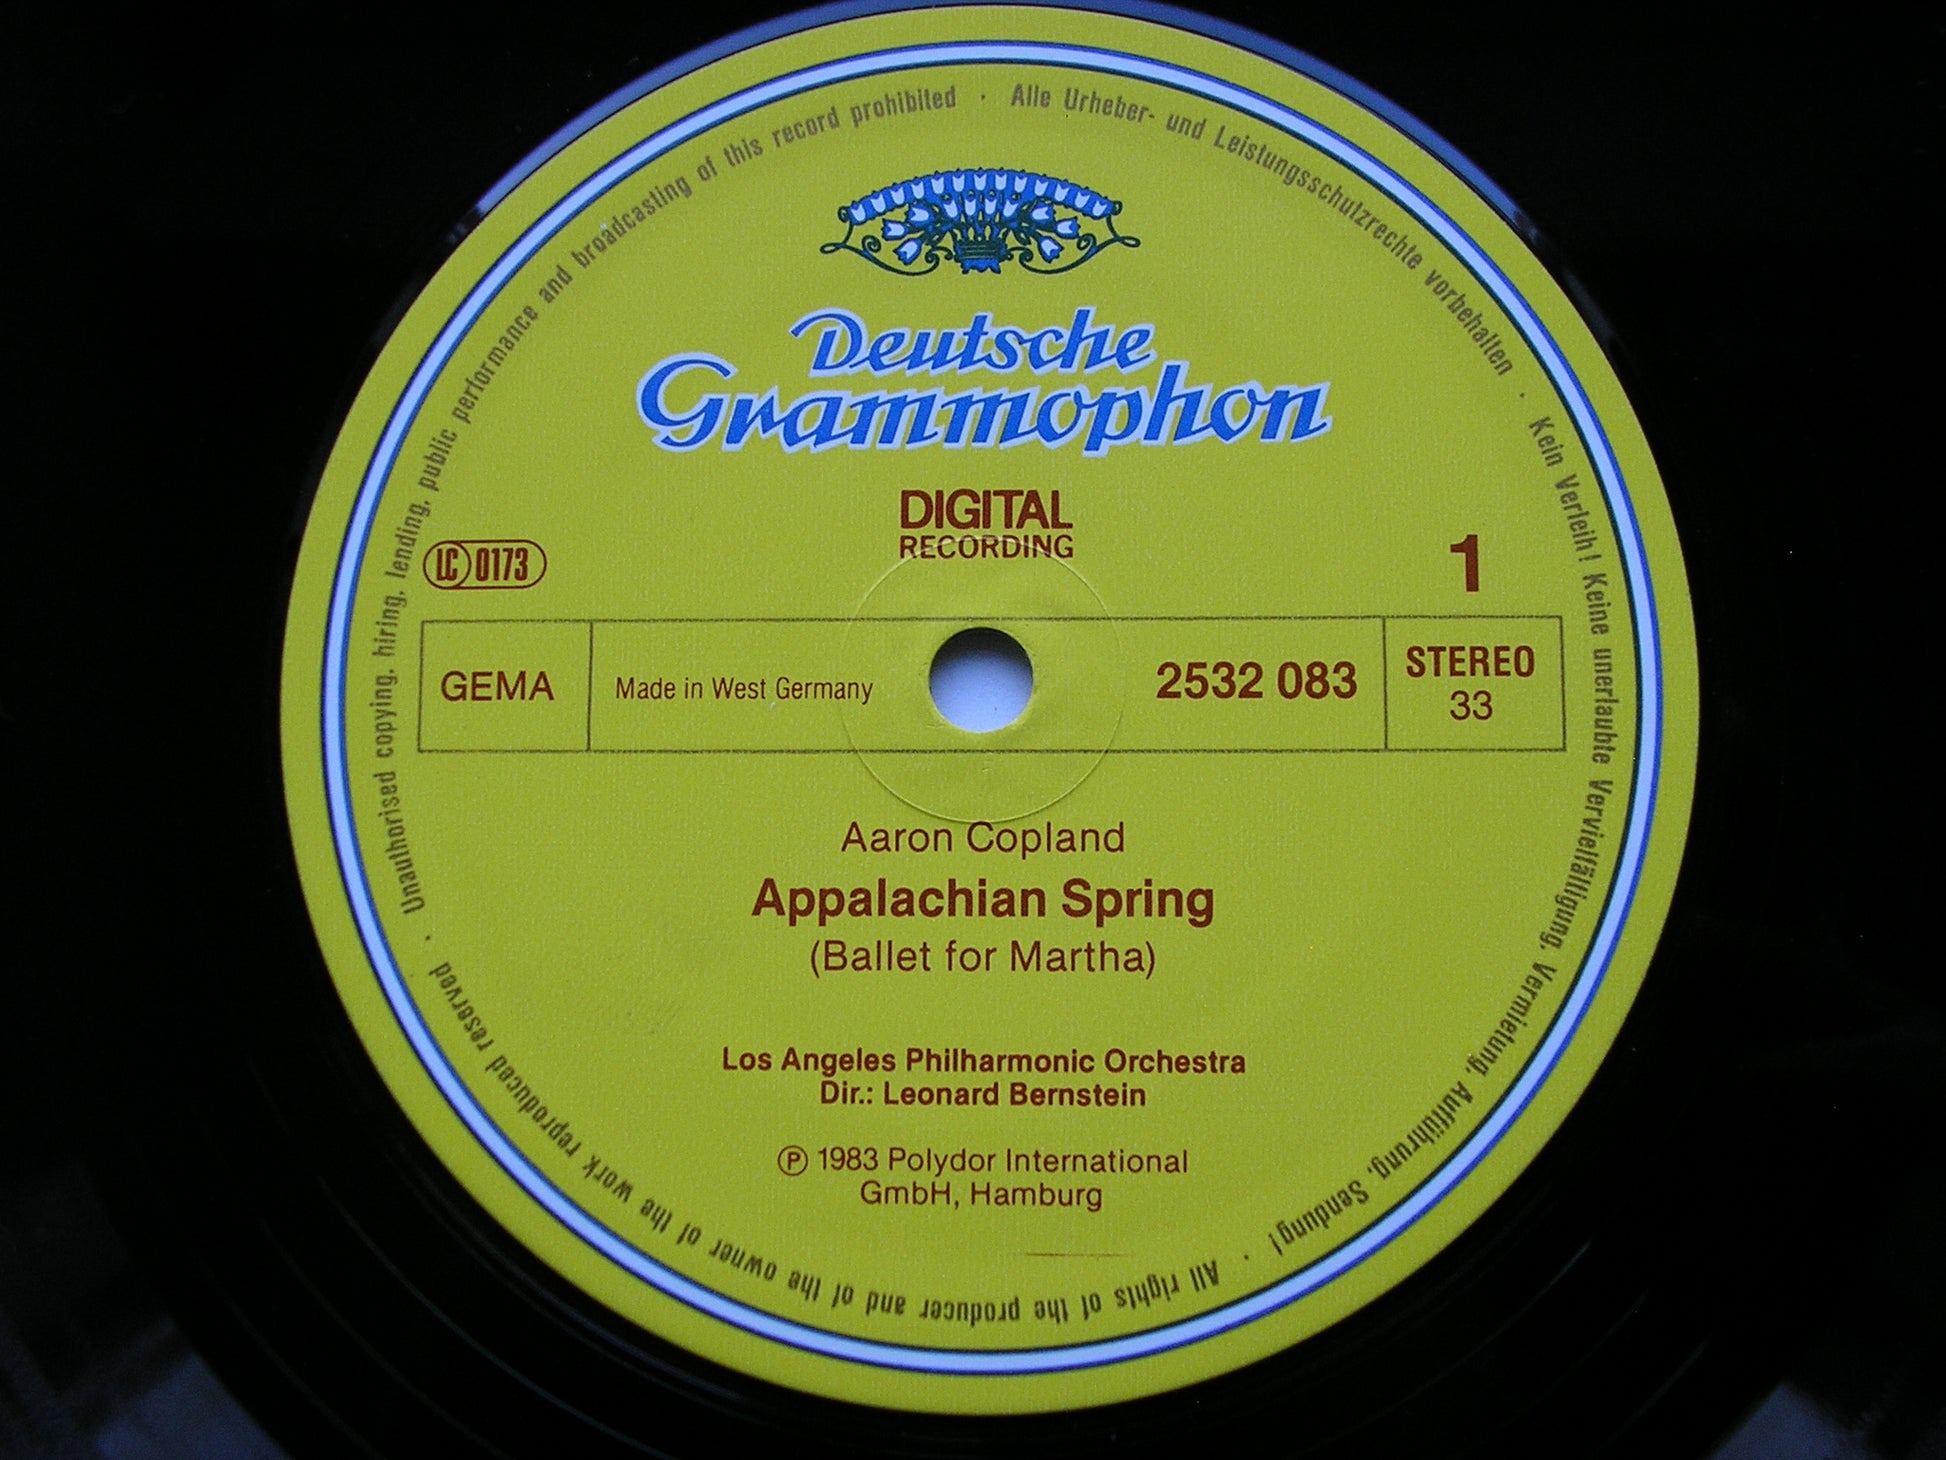 Unauthorised copying, hiring, lending, public performance and broadcasting of this record prohibited · Alle Urheber- und Leistungsschutzrechte vorbehalten · Kein Verleih! Keine unerlaubte Vervielfältigung, Vermietung, Aufführung, Sendung! · All rights of the producer and of the owner of the work reproduced reserved ·
Deutsche
Grammophon
DIGITAL
RECORDING
LC 0173
1
GEMA
Made in West Germany
2532 083
STEREO
33
Aaron Copland
Appalachian Spring
(Ballet for Martha)
Los Angeles Philharmonic Orchestra
Dir.: Leonard Bernstein
℗ 1983 Polydor International
GmbH, Hamburg